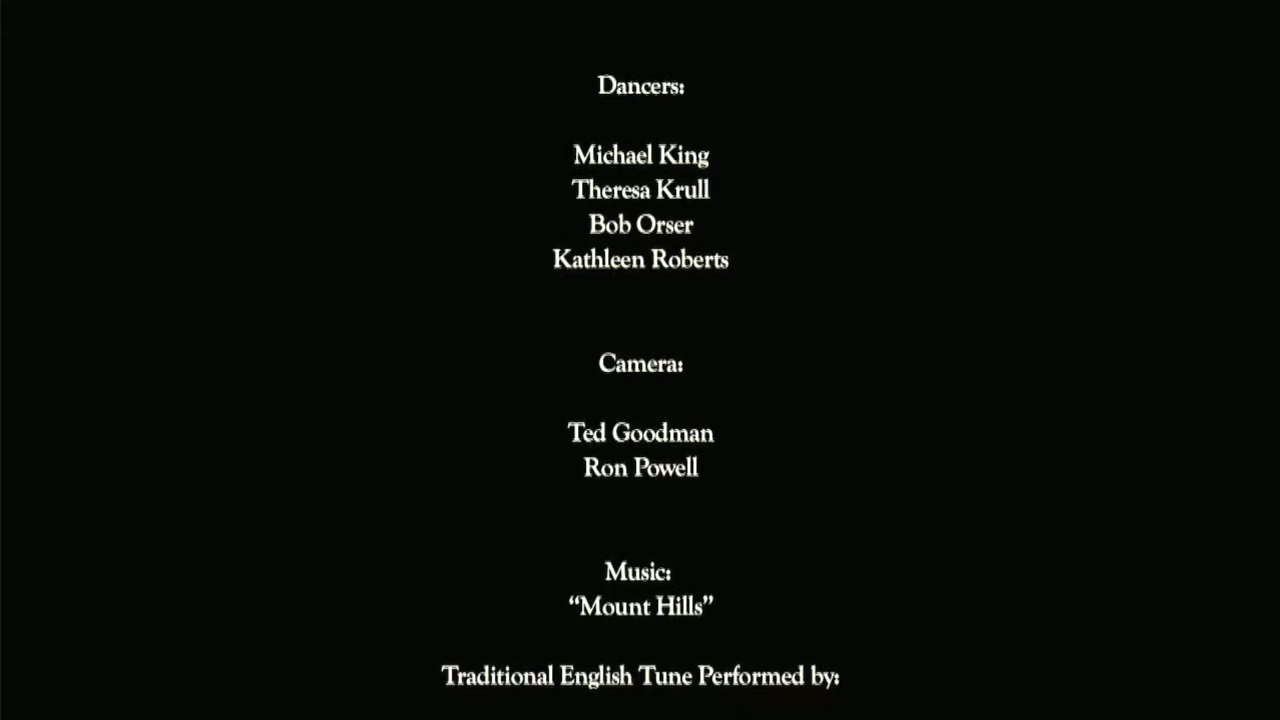 Dancers:
Michael King
Theresa Krull
Bob Orser
Kathleen Roberts
Camera:
Ted Goodman
Ron Powell
Music:
“Mount Hills”
Traditional English Tune Performed by: